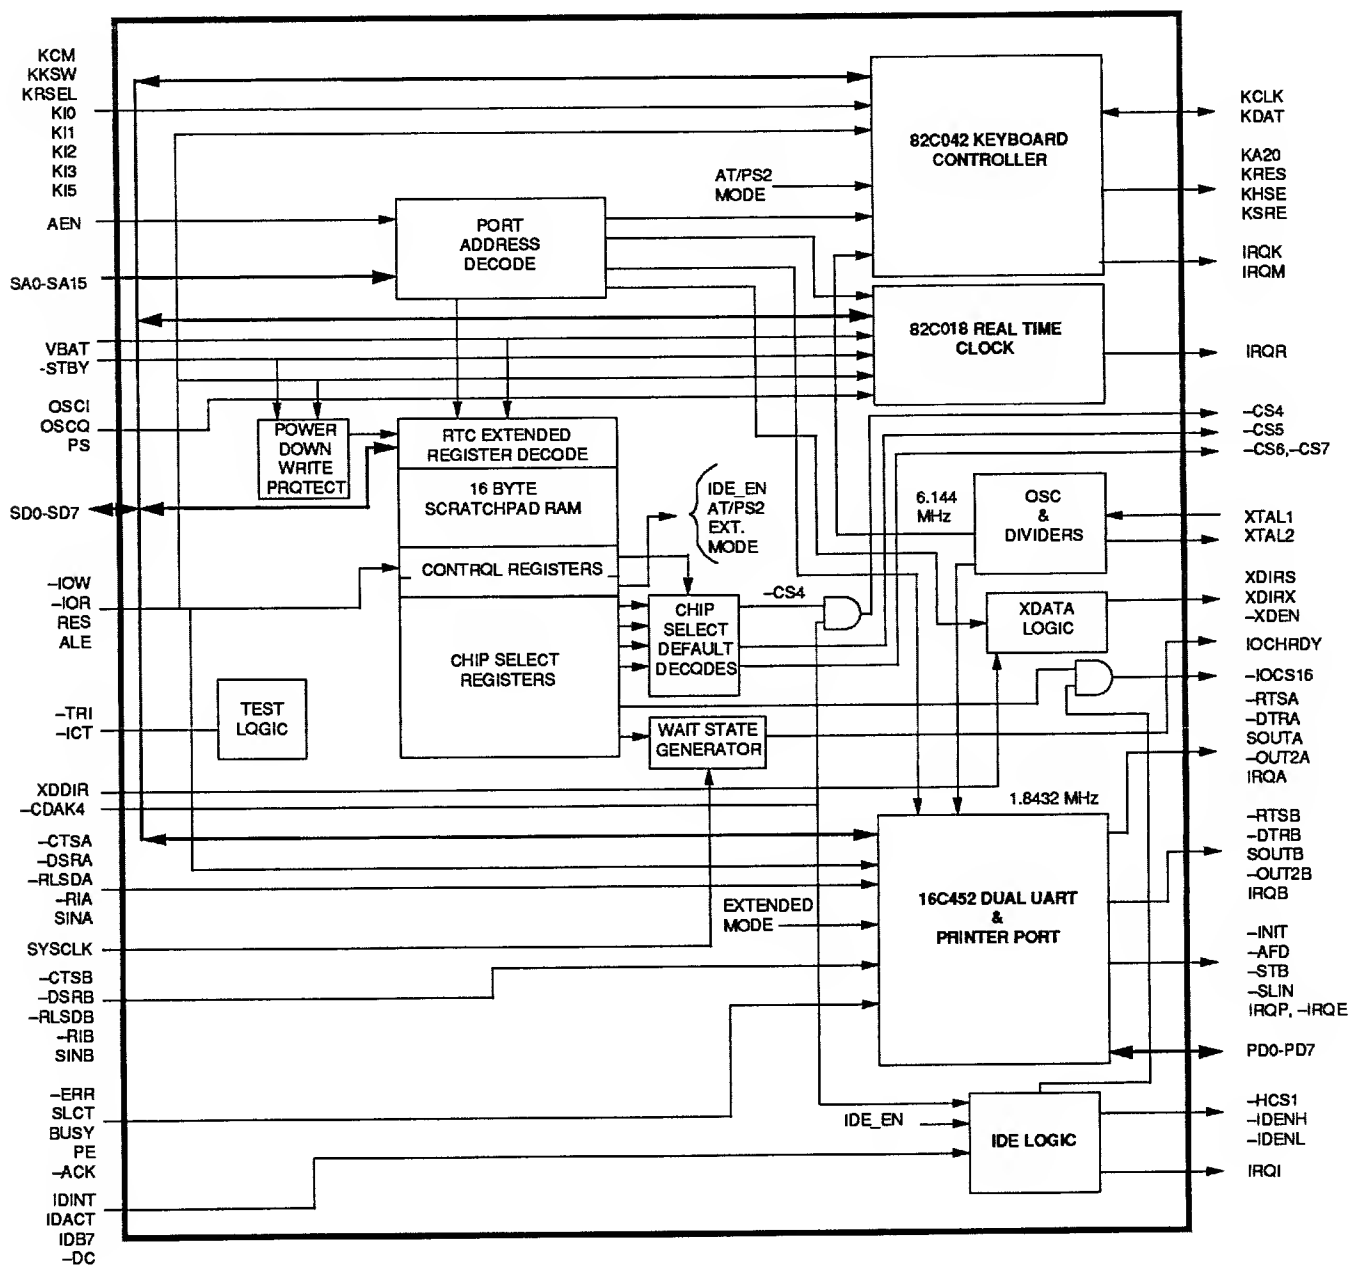 KCM
KKSW
KRSEL
KI0
KI1
KI2
KI3
KI5
AEN
SA0-SA15
VBAT
-STBY
OSCI
OSCQ
PS
SD0-SD7
-IOW
-IOR
RES
ALE
-TRI
-ICT
XDDIR
-CDAK4
-CTSA
-DSRA
-RLSDA
-RIA
SINA
SYSCLK
-CTSB
-DSRB
-RLSDB
-RIB
SINB
-ERR
SLCT
BUSY
PE
-ACK
IDINT
IDACT
IDB7
-DC
PORT
ADDRESS
DECODE
AT/PS2
MODE
82C042 KEYBOARD
CONTROLLER
82C018 REAL TIME
CLOCK
POWER
DOWN
WRITE
PRQTECT
RTC EXTENDED
REGISTER DECODE
16 BYTE
SCRATCHPAD RAM
CONTRQL REGISTERS
CHIP SELECT
REGISTERS
IDE_EN
AT/PS2
EXT.
MODE
6.144
MHz
OSC
&
DIVIDERS
-CS4
CHIP
SELECT
DEFAULT
DECQDES
XDATA
LOGIC
TEST
LQGIC
WAIT STATE
GENERATOR
1.8432 MHz
EXTENDED
MODE
16C452 DUAL UART
&
PRINTER PORT
IDE_EN
IDE LOGIC
KCLK
KDAT
KA20
KRES
KHSE
KSRE
IRQK
IRQM
IRQR
-CS4
-CS5
-CS6,-CS7
XTAL1
XTAL2
XDIRS
XDIRX
-XDEN
IOCHRDY
-IOCS16
-RTSA
-DTRA
SOUTA
-OUT2A
IRQA
-RTSB
-DTRB
SOUTB
-OUT2B
IRQB
-INIT
-AFD
-STB
-SLIN
IRQP, -IRQE
PD0-PD7
-HCS1
-IDENH
-IDENL
IRQI